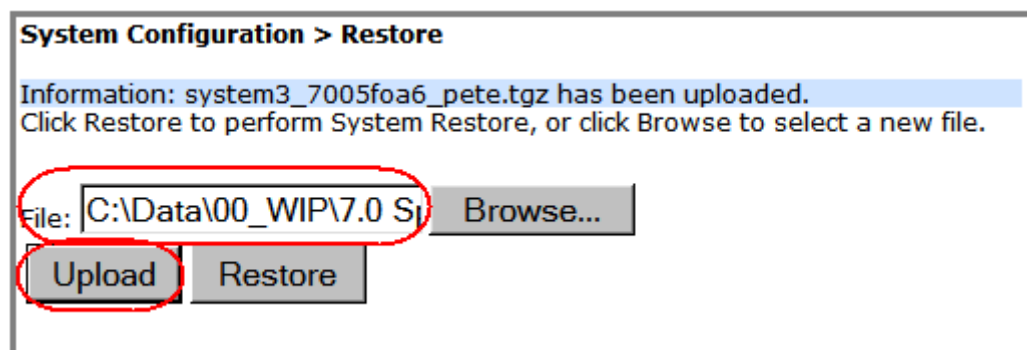 System Configuration > Restore
Information: system3_7005foa6_pete.tgz has been uploaded.
Click Restore to perform System Restore, or click Browse to select a new file.
File: C:\Data\00_WIP\7.0 Sp Browse...
Upload Restore